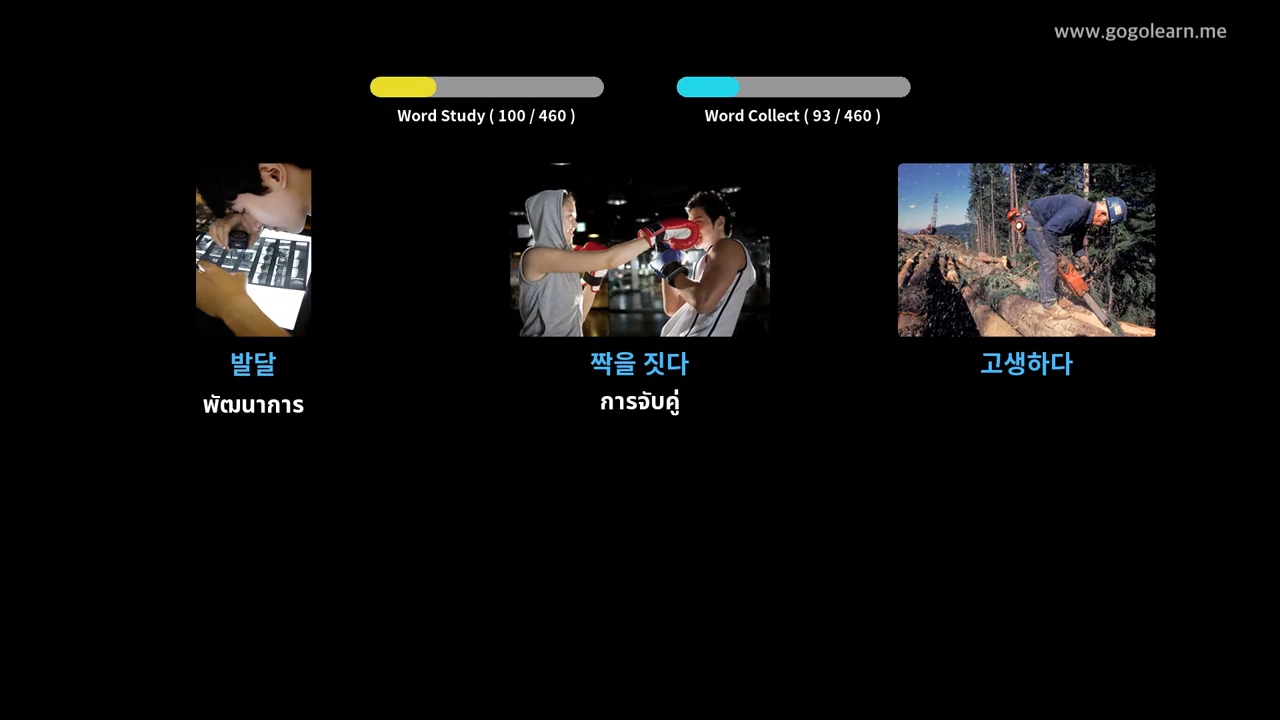 www.gogolearn.me
Word Study ( 100 / 460 )
Word Collect ( 93 / 460 )
발달
짝을 짓다
고생하다
พัฒนาการ
การจับคู่